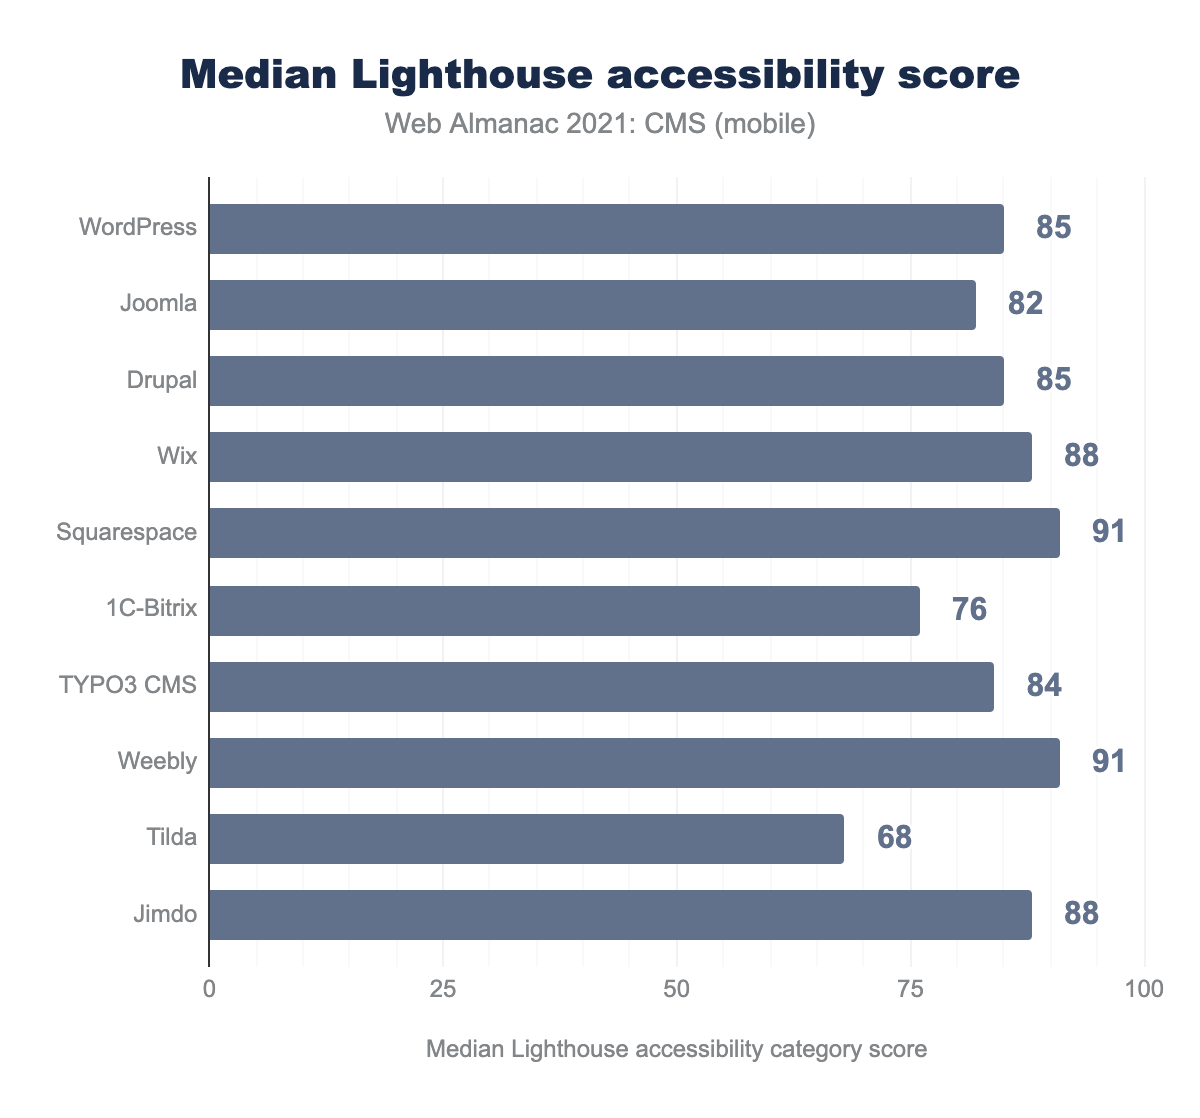 Median Lighthouse accessibility score
Web Almanac 2021: CMS (mobile)
WordPress 85
Joomla 82
Drupal 85
Wix 88
Squarespace 91
1C-Bitrix 76
TYPO3 CMS 84
Weebly 91
Tilda 68
Jimdo 88
0 25 50 75 100
Median Lighthouse accessibility category score